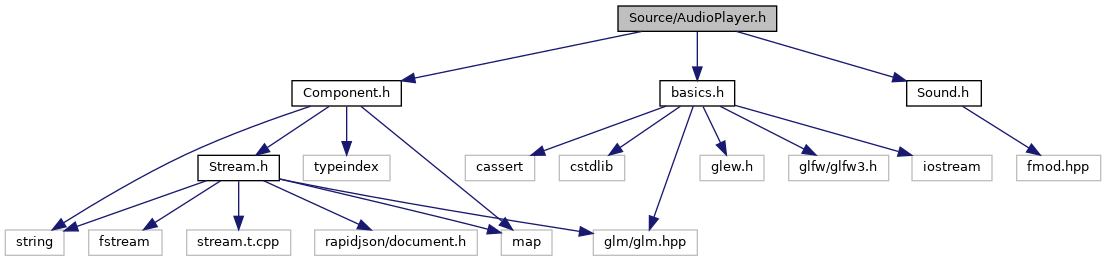 Source/AudioPlayer.h
Component.h
basics.h
Sound.h
Stream.h
typeindex
cassert
cstdlib
glew.h
glfw/glfw3.h
iostream
fmod.hpp
string
fstream
stream.t.cpp
rapidjson/document.h
map
glm/glm.hpp